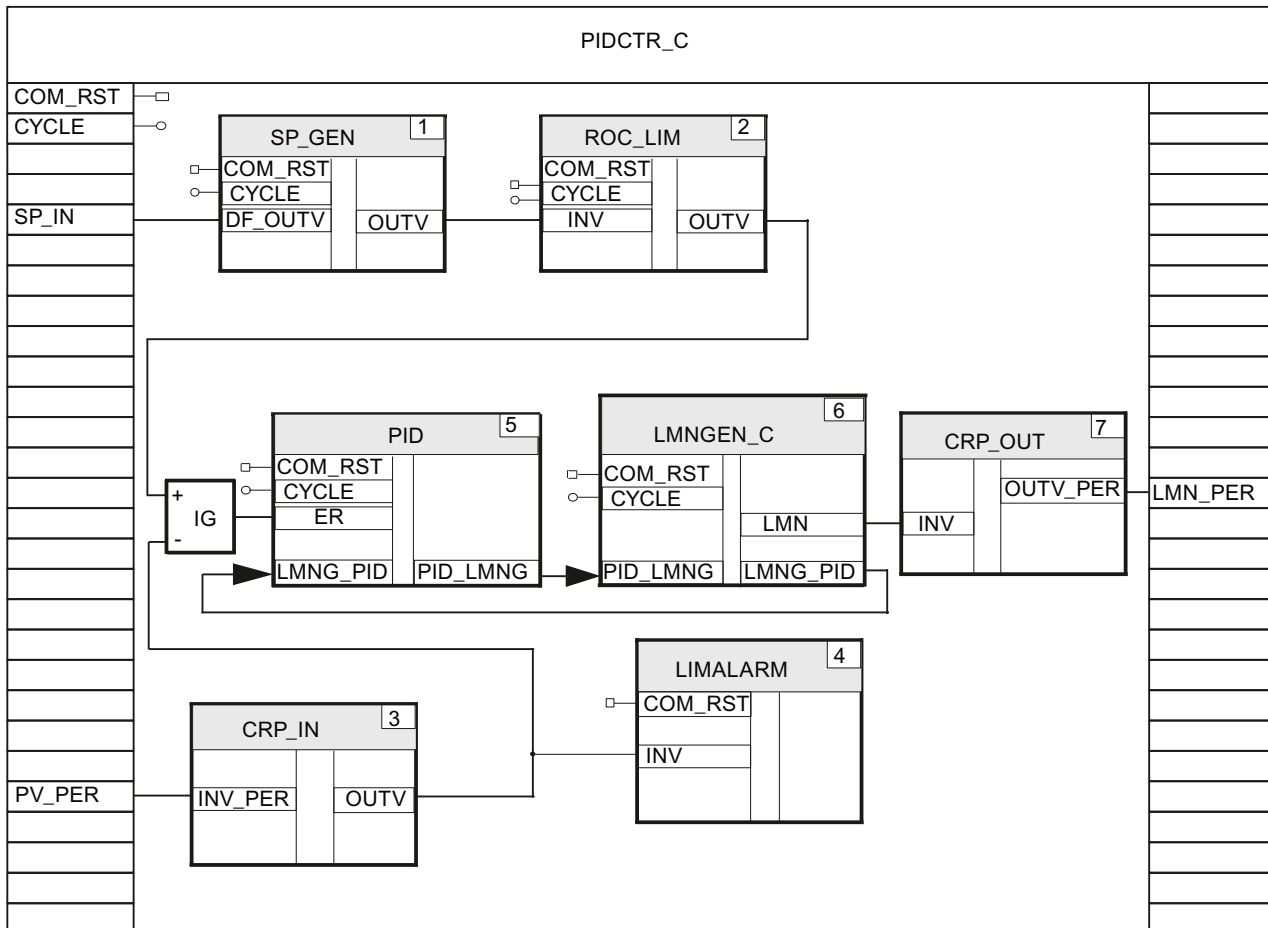 PIDCTR_C
COM_RST
CYCLE
SP_IN
PV_PER
LMN_PER
SP_GEN
1
COM_RST
CYCLE
DF_OUTV
OUTV
ROC_LIM
2
COM_RST
CYCLE
INV
OUTV
+
IG
-
PID
5
COM_RST
CYCLE
ER
LMNG_PID
PID_LMNG
LMNGEN_C
6
COM_RST
CYCLE
LMN
PID_LMNG
LMNG_PID
CRP_OUT
7
OUTV_PER
INV
CRP_IN
3
INV_PER
OUTV
LIMALARM
4
COM_RST
INV